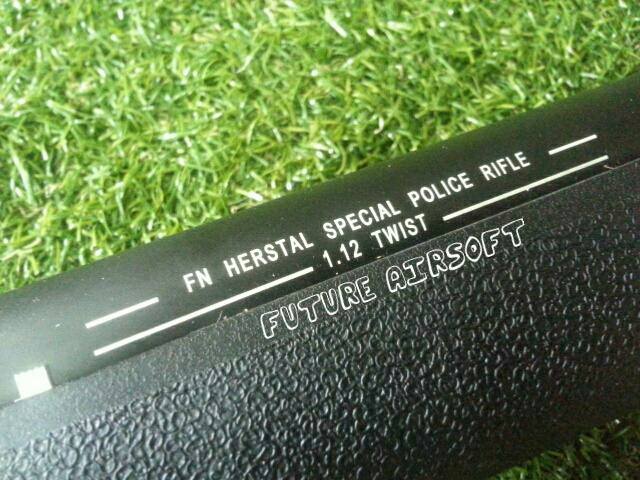 FN HERSTAL SPECIAL POLICE RIFLE
1.12 TWIST
FUTURE AIRSOFT